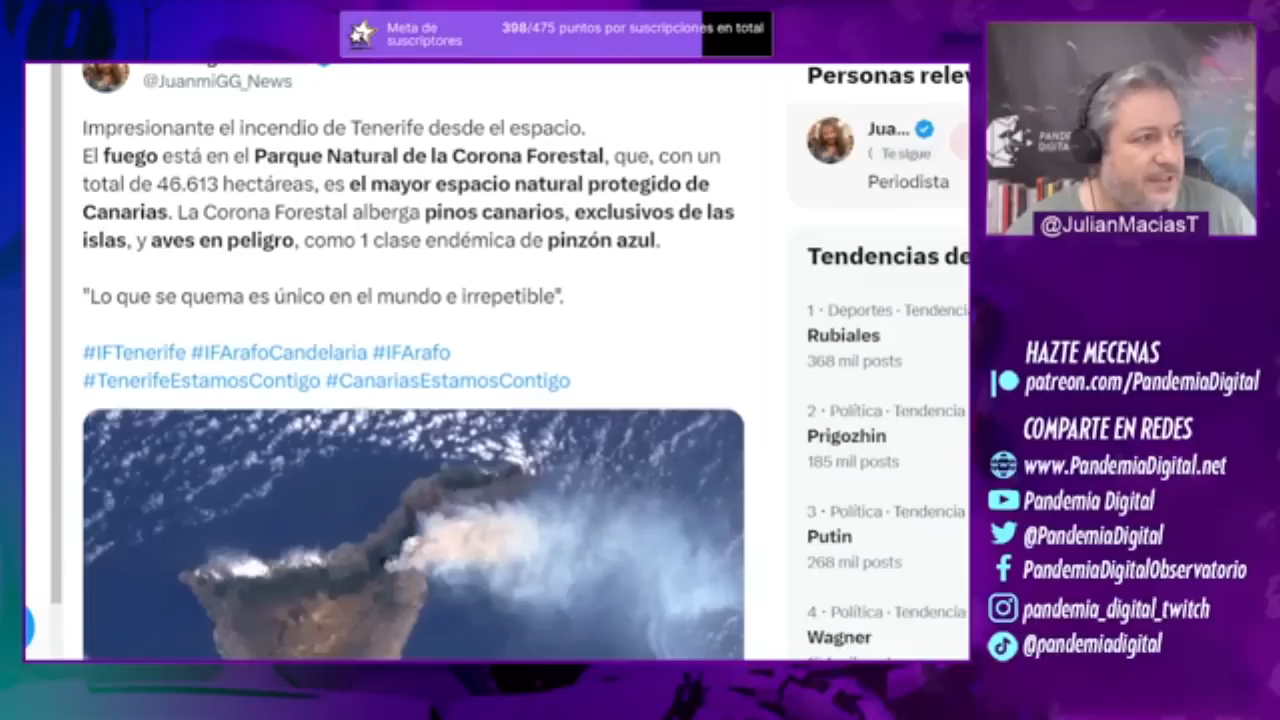 Meta de
suscriptores
398/475 puntos por suscripciones en total
@JuanmiGG_News
Impresionante el incendio de Tenerife desde el espacio.
El fuego está en el Parque Natural de la Corona Forestal, que, con un
total de 46.613 hectáreas, es el mayor espacio natural protegido de
Canarias. La Corona Forestal alberga pinos canarios, exclusivos de las
islas, y aves en peligro, como 1 clase endémica de pinzón azul.
"Lo que se quema es único en el mundo e irrepetible".
#IFTenerife #IFArafoCandelaria #IFArafo
#TenerifeEstamosContigo #CanariasEstamosContigo
Personas relev
Jua...
( Te sigue
Periodista
Tendencias de
1 · Deportes · Tendencia
Rubiales
368 mil posts
2 · Política · Tendencia
Prigozhin
185 mil posts
3 · Política · Tendencia
Putin
268 mil posts
4 · Política · Tendencia
Wagner
PANDE
DIGITA
@JulianMaciasT
HAZTE MECENAS
patreon.com/PandemiaDigital
COMPARTE EN REDES
www.PandemiaDigital.net
Pandemia Digital
@PandemiaDigital
PandemiaDigitalObservatorio
pandemia_digital_twitch
@pandemiadigital